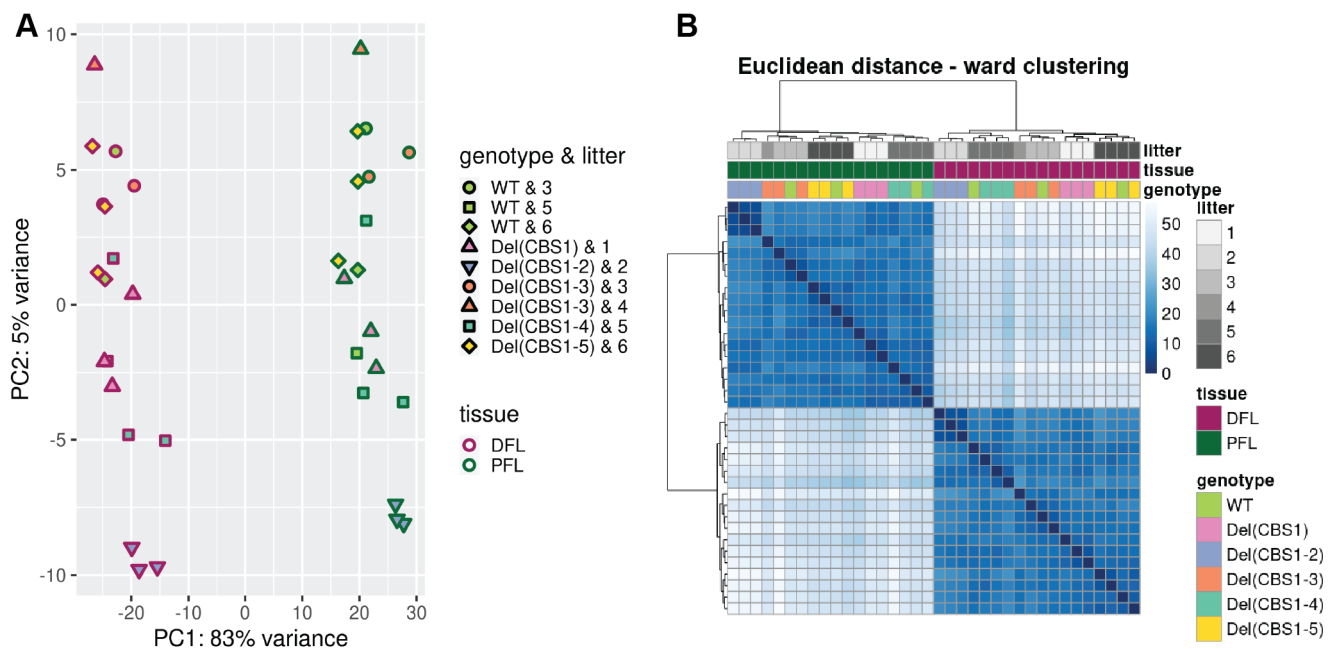 A
10
5
0
-5
-10
PC2: 5% variance
-20
-10
0
10
20
30
PC1: 83% variance
genotype & litter
WT & 3
WT & 5
WT & 6
Del(CBS1) & 1
Del(CBS1-2) & 2
Del(CBS1-3) & 3
Del(CBS1-3) & 4
Del(CBS1-4) & 5
Del(CBS1-5) & 6
tissue
DFL
PFL
B
Euclidean distance - ward clustering
litter
tissue
genotype
50
40
30
20
10
0
litter
1
2
3
4
5
6
tissue
DFL
PFL
genotype
WT
Del(CBS1)
Del(CBS1-2)
Del(CBS1-3)
Del(CBS1-4)
Del(CBS1-5)